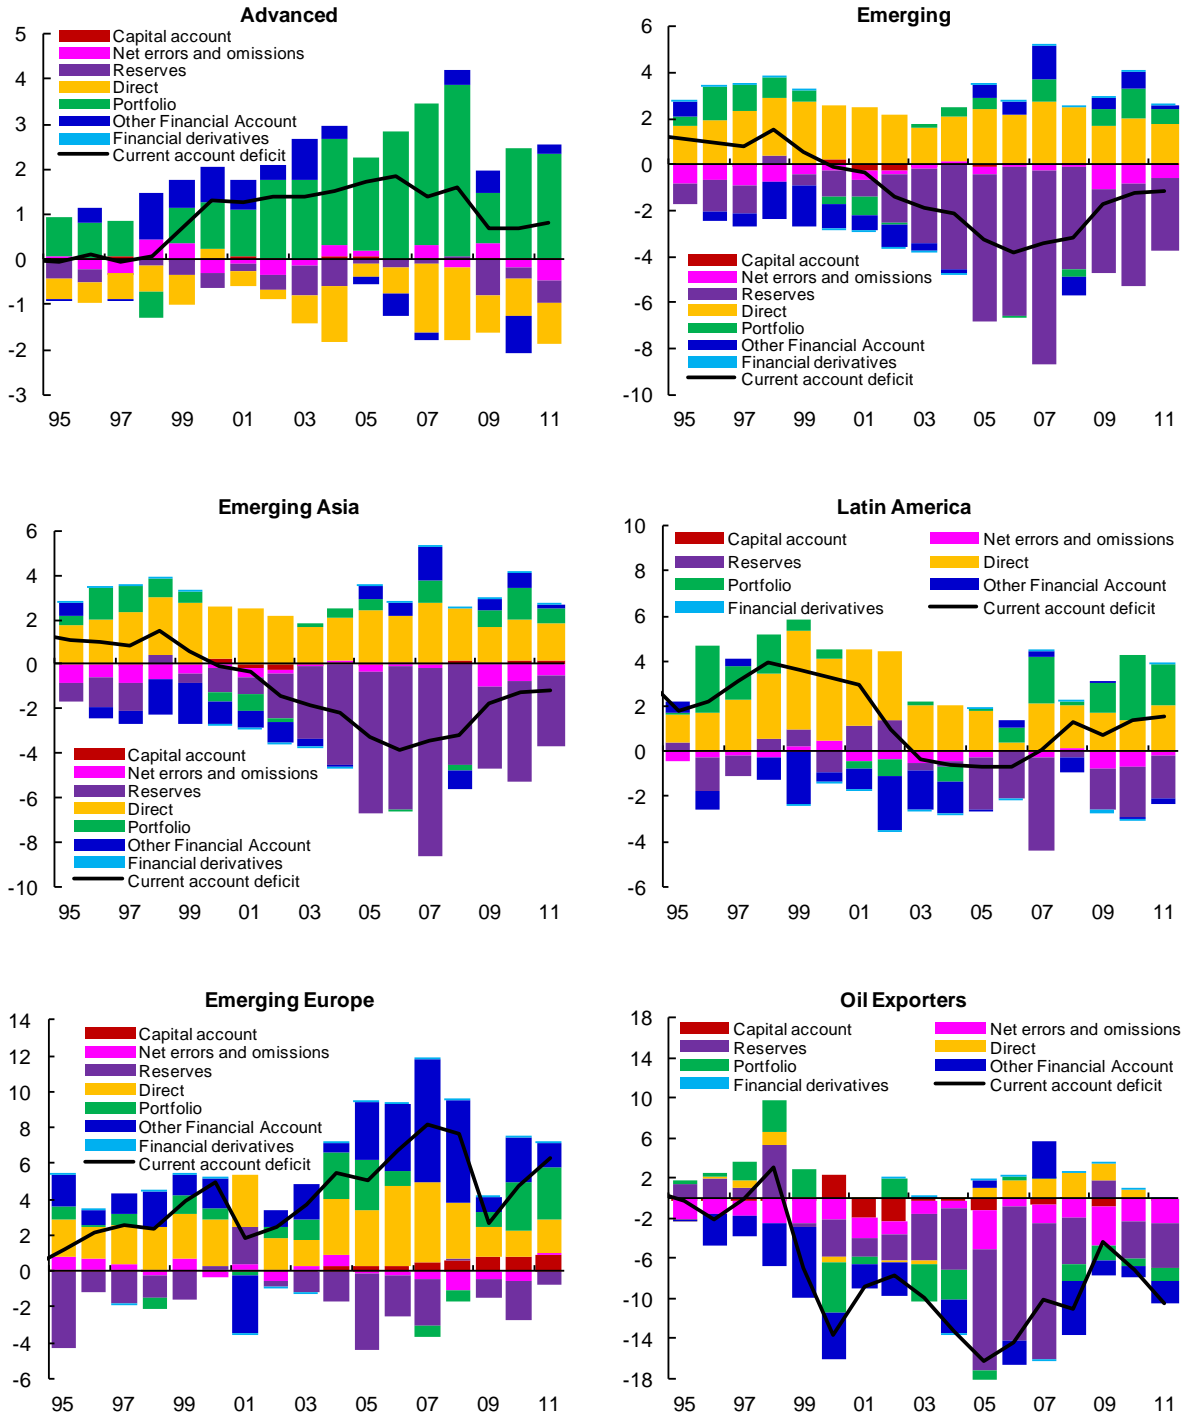 Advanced
5
4
3
2
1
0
-1
-2
-3
Capital account
Net errors and omissions
Reserves
Direct
Portfolio
Other Financial Account
Financial derivatives
Current account deficit
95 97 99 01 03 05 07 09 11
Emerging
6
4
2
0
-2
-4
-6
-8
-10
Capital account
Net errors and omissions
Reserves
Direct
Portfolio
Other Financial Account
Financial derivatives
Current account deficit
95 97 99 01 03 05 07 09 11
Emerging Asia
6
4
2
0
-2
-4
-6
-8
-10
Capital account
Net errors and omissions
Reserves
Direct
Portfolio
Other Financial Account
Financial derivatives
Current account deficit
95 97 99 01 03 05 07 09 11
Latin America
10
8
6
4
2
0
-2
-4
-6
Capital account Net errors and omissions
Reserves Direct
Portfolio Other Financial Account
Financial derivatives Current account deficit
95 97 99 01 03 05 07 09 11
Emerging Europe
14
12
10
8
6
4
2
0
-2
-4
-6
Capital account
Net errors and omissions
Reserves
Direct
Portfolio
Other Financial Account
Financial derivatives
Current account deficit
95 97 99 01 03 05 07 09 11
Oil Exporters
18
14
10
6
2
-2
-6
-10
-14
-18
Capital account Net errors and omissions
Reserves Direct
Portfolio Other Financial Account
Financial derivatives Current account deficit
95 97 99 01 03 05 07 09 11